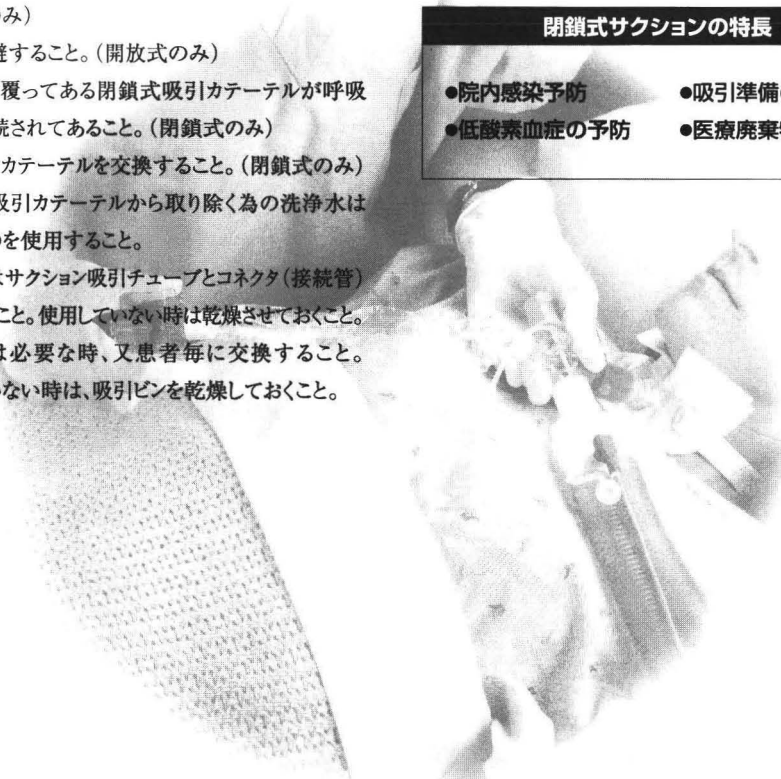 のみ)
避すること。(開放式のみ)
覆ってある閉鎖式吸引カテーテルが呼吸
続されてあること。(閉鎖式のみ)
カテーテルを交換すること。(閉鎖式のみ)
吸引カテーテルから取り除く為の洗浄水は
のを使用すること。
はサクション吸引チューブとコネクタ(接続管)
こと。使用していない時は乾燥させておくこと。
は必要な時、又患者毎に交換すること。
いない時は、吸引ビンを乾燥しておくこと。
閉鎖式サクションの特長
●院内感染予防 ●吸引準備
●低酸素血症の予防 ●医療廃棄